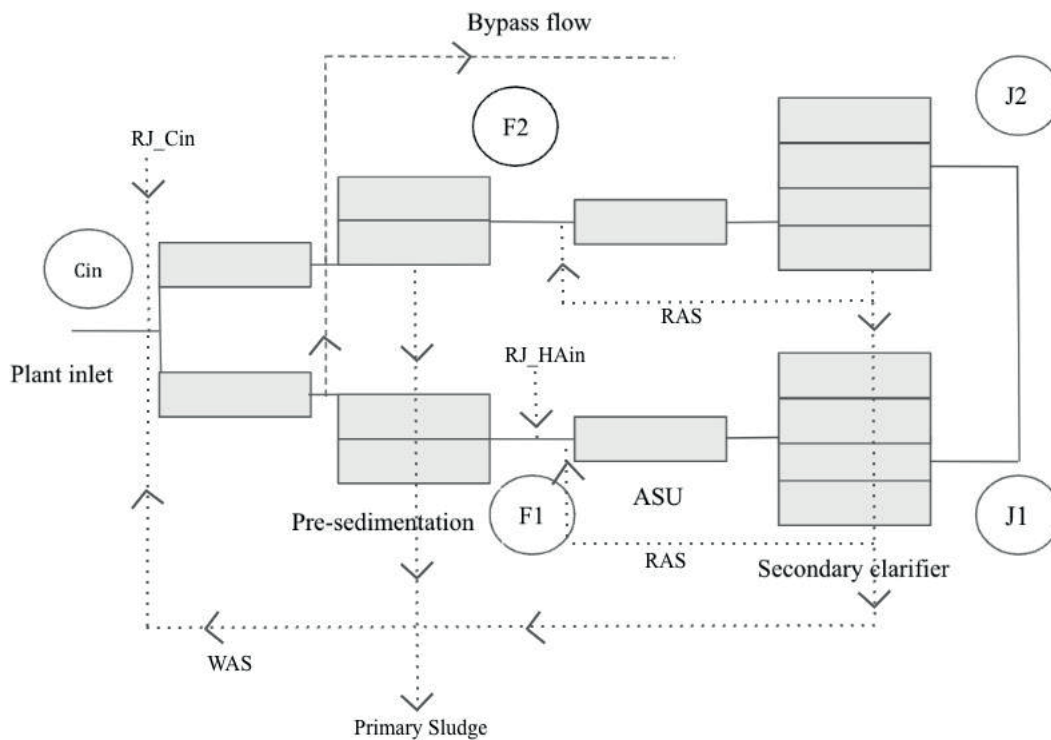 Bypass flow
J2
F2
RJ_Cin
Cin
RAS
Plant inlet
RJ_HAin
ASU
Pre-sedimentation
F1
J1
RAS
Secondary clarifier
WAS
Primary Sludge